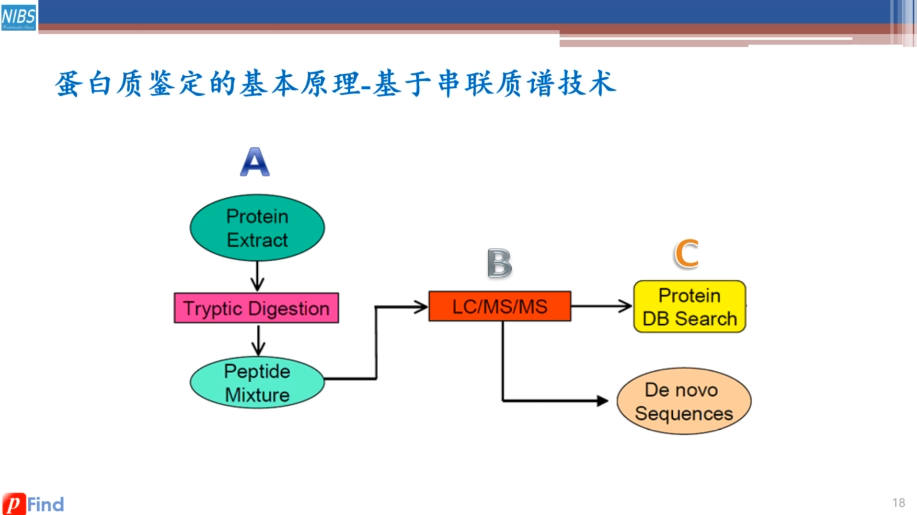 NIBS
蛋白质鉴定的基本原理-基于串联质谱技术
A
Protein
Extract
B
C
Tryptic Digestion
LC/MS/MS
Protein
DB Search
Peptide
Mixture
De novo
Sequences
pFind
18